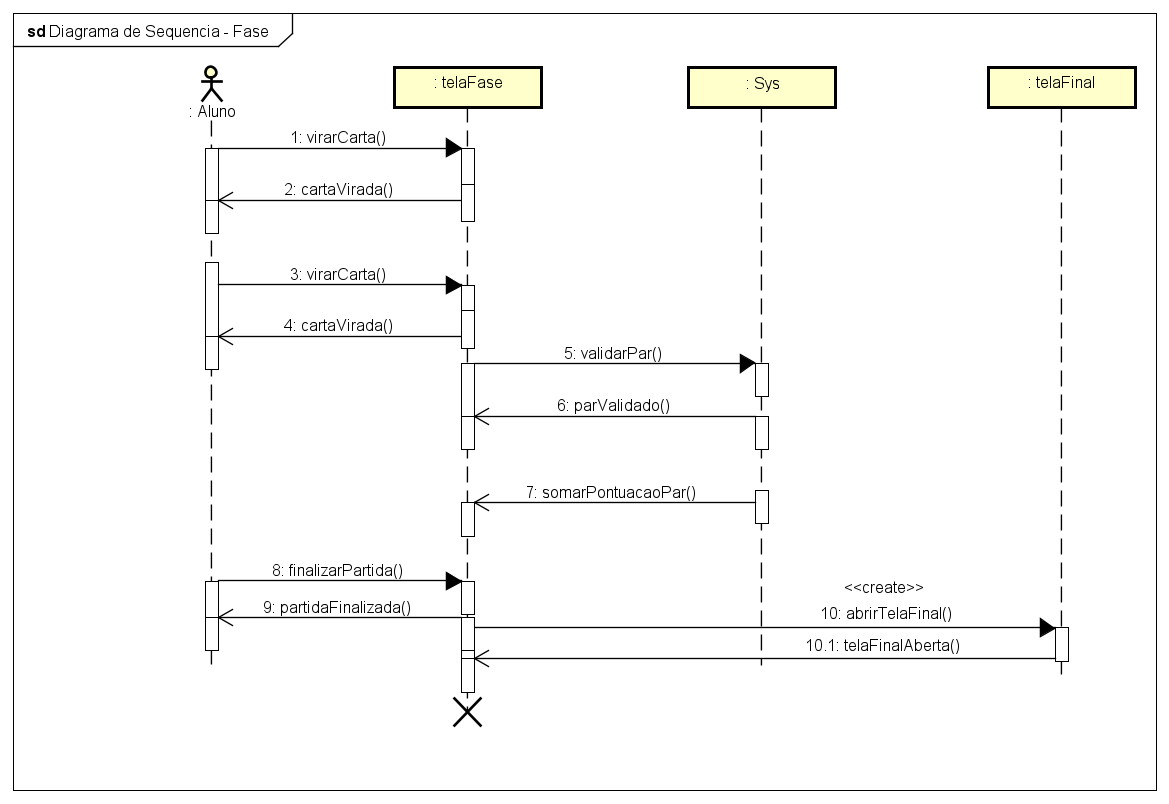 sd Diagrama de Sequencia - Fase
: Aluno
: telaFase
: Sys
: telaFinal
1: virarCarta()
2: cartaVirada()
3: virarCarta()
4: cartaVirada()
5: validarPar()
6: parValidado()
7: somarPontuacaoPar()
8: finalizarPartida()
<<create>>
9: partidaFinalizada()
10: abrirTelaFinal()
10.1: telaFinalAberta()